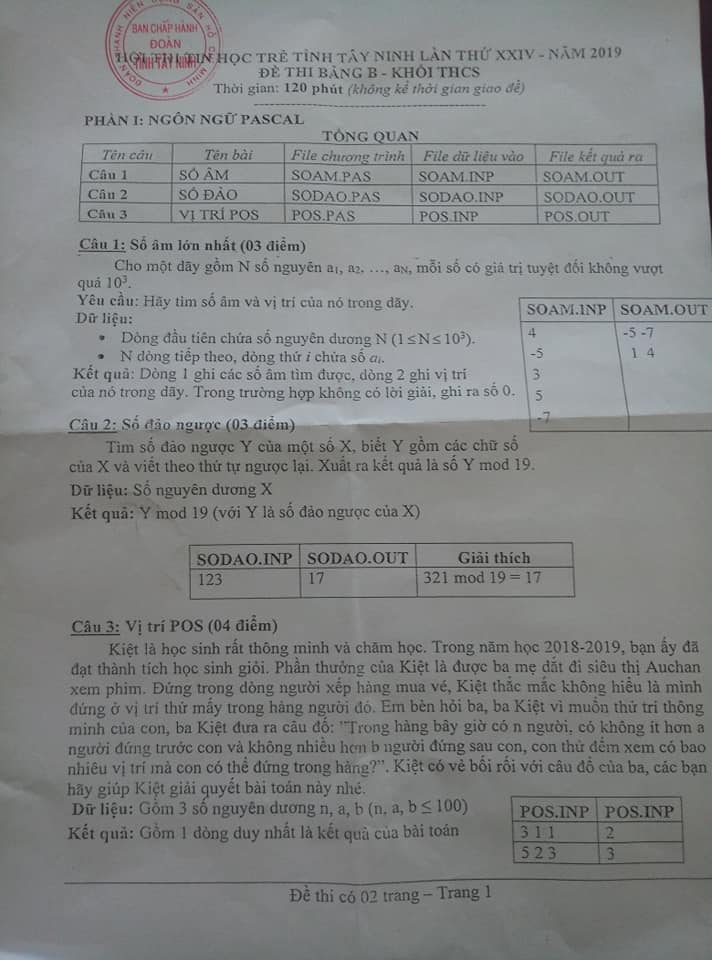 BAN CHẤP HÀNH
ĐOÀN
TỈNH TÂY NINH
HỘI THI TIN HỌC TRẺ TỈNH TÂY NINH LẦN THỨ XXIV - NĂM 2019
ĐỀ THI BẢNG B - KHỐI THCS
Thời gian: 120 phút (không kể thời gian giao đề)
PHẦN I: NGÔN NGỮ PASCAL
TỔNG QUAN
Tên câu Tên bài File chương trình File dữ liệu vào File kết quả ra
Câu 1 SỐ ÂM SOAM.PAS SOAM.INP SOAM.OUT
Câu 2 SỐ ĐẢO SODAO.PAS SODAO.INP SODAO.OUT
Câu 3 VỊ TRÍ POS POS.PAS POS.INP POS.OUT
Câu 1: Số âm lớn nhất (03 điểm)
Cho một dãy gồm N số nguyên a₁, a₂, …, aN, mỗi số có giá trị tuyệt đối không vượt
quá 10³.
Yêu cầu: Hãy tìm số âm và vị trí của nó trong dãy.
Dữ liệu:
• Dòng đầu tiên chứa số nguyên dương N (1≤N≤10³).
• N dòng tiếp theo, dòng thứ i chứa số aᵢ.
Kết quả: Dòng 1 ghi các số âm tìm được, dòng 2 ghi vị trí
của nó trong dãy. Trong trường hợp không có lời giải, ghi ra số 0.
SOAM.INP SOAM.OUT
4 -5 -7
-5 1 4
3
5
-7
Câu 2: Số đảo ngược (03 điểm)
Tìm số đảo ngược Y của một số X, biết Y gồm các chữ số
của X và viết theo thứ tự ngược lại. Xuất ra kết quả là số Y mod 19.
Dữ liệu: Số nguyên dương X
Kết quả: Y mod 19 (với Y là số đảo ngược của X)
SODAO.INP SODAO.OUT Giải thích
123 17 321 mod 19 = 17
Câu 3: Vị trí POS (04 điểm)
Kiệt là học sinh rất thông minh và chăm học. Trong năm học 2018-2019, bạn ấy đã
đạt thành tích học sinh giỏi. Phần thưởng của Kiệt là được ba mẹ dắt đi siêu thị Auchan
xem phim. Đứng trong dòng người xếp hàng mua vé, Kiệt thắc mắc không hiểu là mình
đứng ở vị trí thứ mấy trong hàng người đó. Em bèn hỏi ba, ba Kiệt vì muốn thử trí thông
minh của con, ba Kiệt đưa ra câu đố: "Trong hàng bây giờ có n người, có không ít hơn a
người đứng trước con và không nhiều hơn b người đứng sau con, con thử đếm xem có bao
nhiêu vị trí mà con có thể đứng trong hàng?". Kiệt có vẻ bối rối với câu đố của ba, các bạn
hãy giúp Kiệt giải quyết bài toán này nhé.
Dữ liệu: Gồm 3 số nguyên dương n, a, b (n, a, b ≤ 100)
Kết quả: Gồm 1 dòng duy nhất là kết quả của bài toán
POS.INP POS.INP
3 1 1 2
5 2 3 3
Đề thi có 02 trang – Trang 1